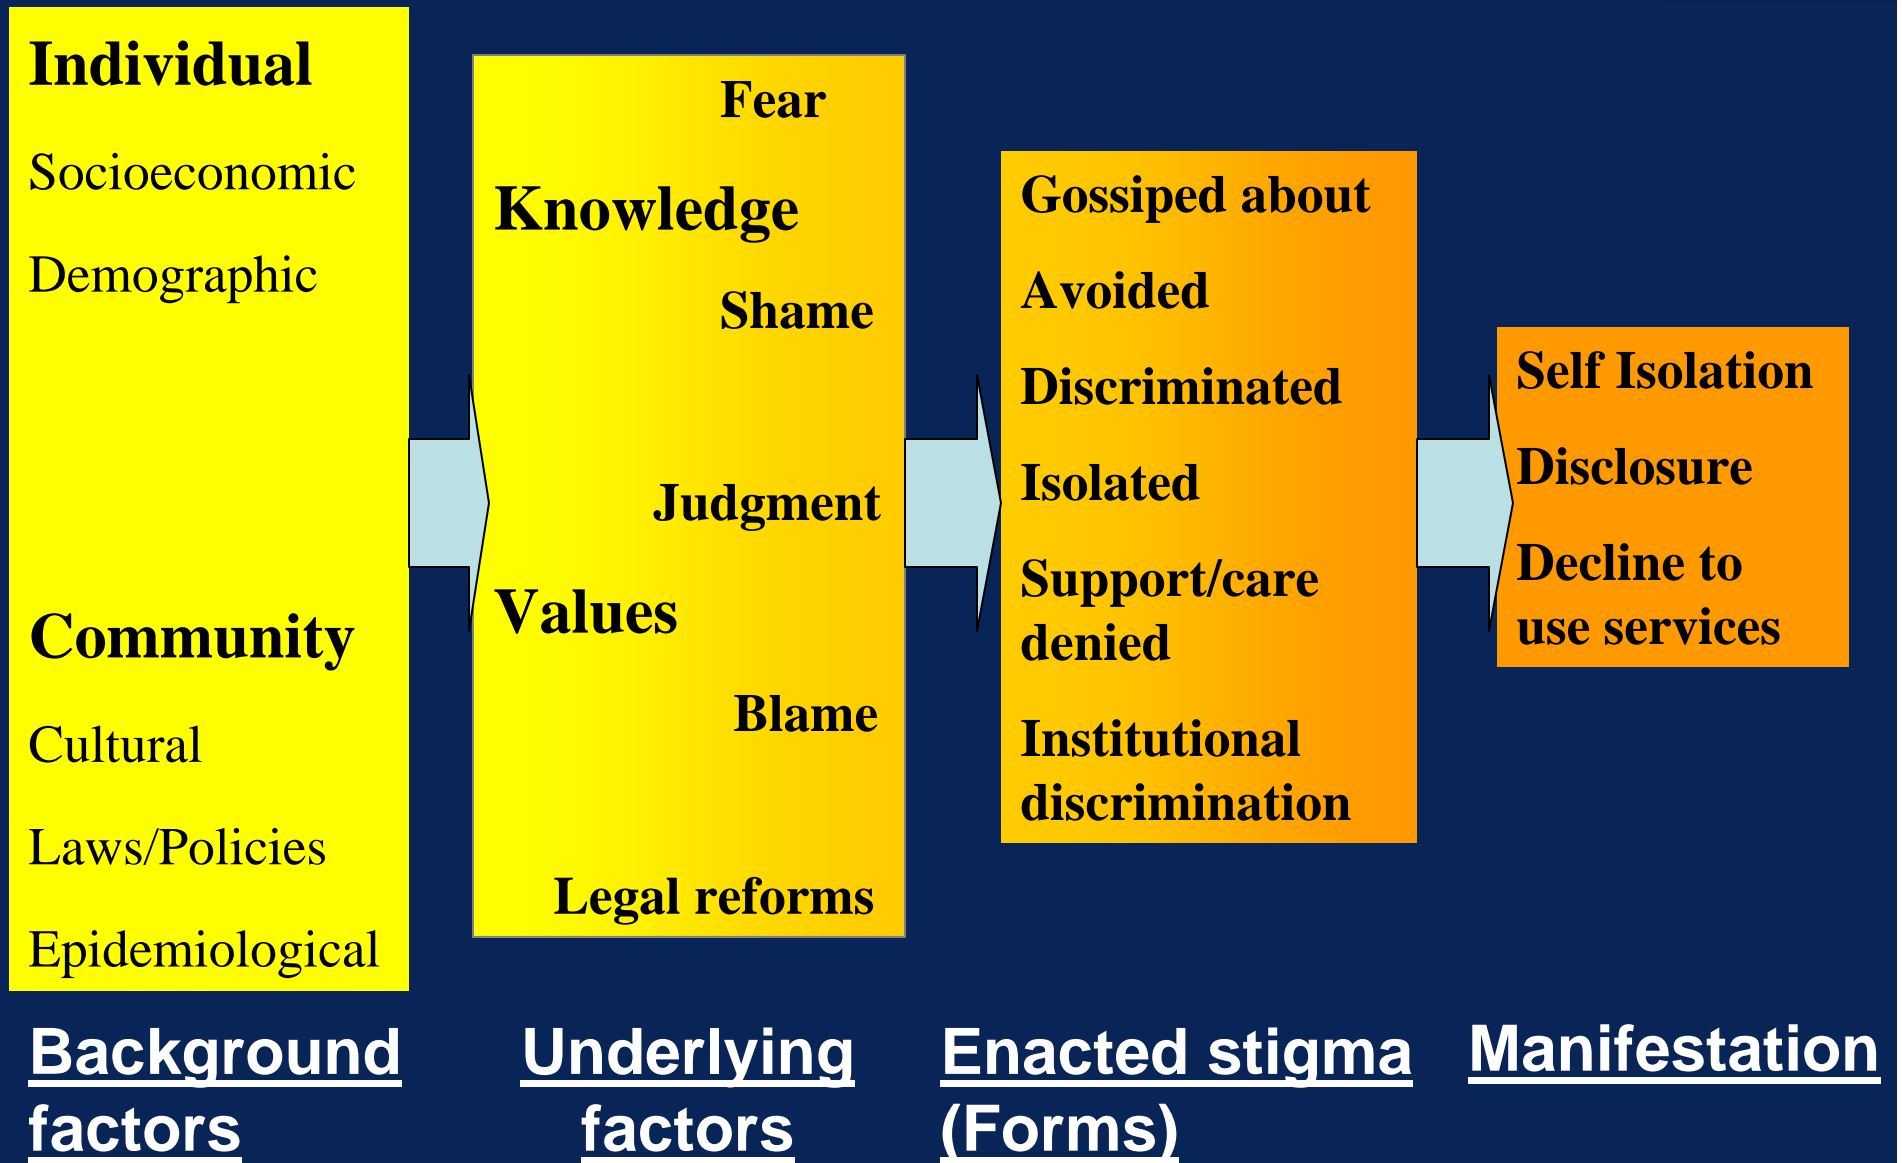 Individual
Socioeconomic
Demographic
Community
Cultural
Laws/Policies
Epidemiological
Fear
Knowledge
Shame
Judgment
Values
Blame
Legal reforms
Gossiped about
Avoided
Discriminated
Isolated
Support/care
denied
Institutional
discrimination
Self Isolation
Disclosure
Decline to
use services
Background
factors
Underlying
factors
Enacted stigma
(Forms)
Manifestation